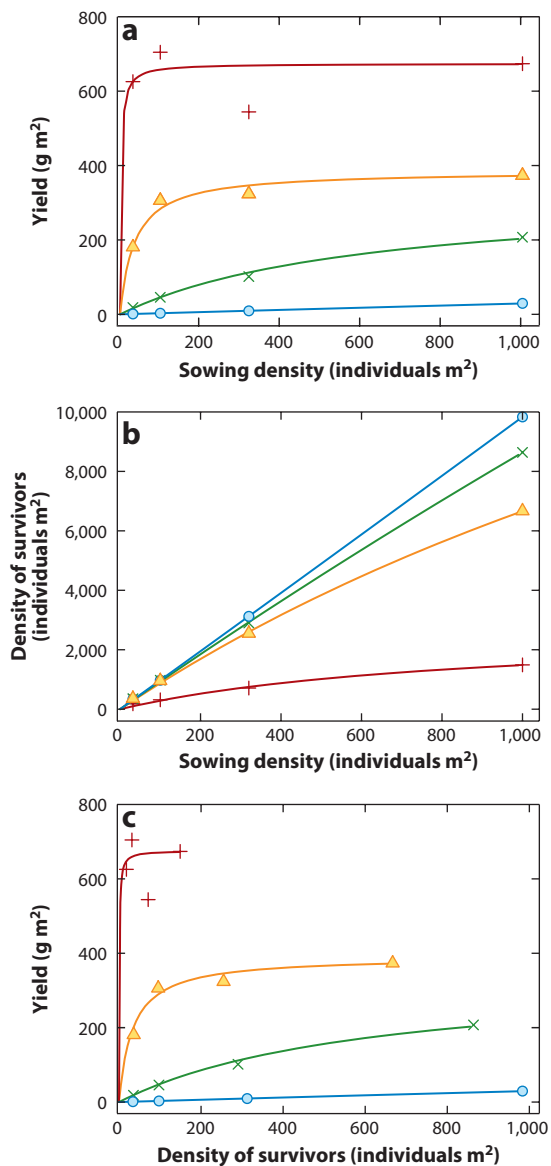 a
800
600
400
200
0
Yield (g m²)
0 200 400 600 800 1,000
Sowing density (individuals m²)
b
10,000
8,000
6,000
4,000
2,000
0
Density of survivors
(individuals m²)
0 200 400 600 800 1,000
Sowing density (individuals m²)
c
800
600
400
200
0
Yield (g m²)
0 200 400 600 800 1,000
Density of survivors (individuals m²)